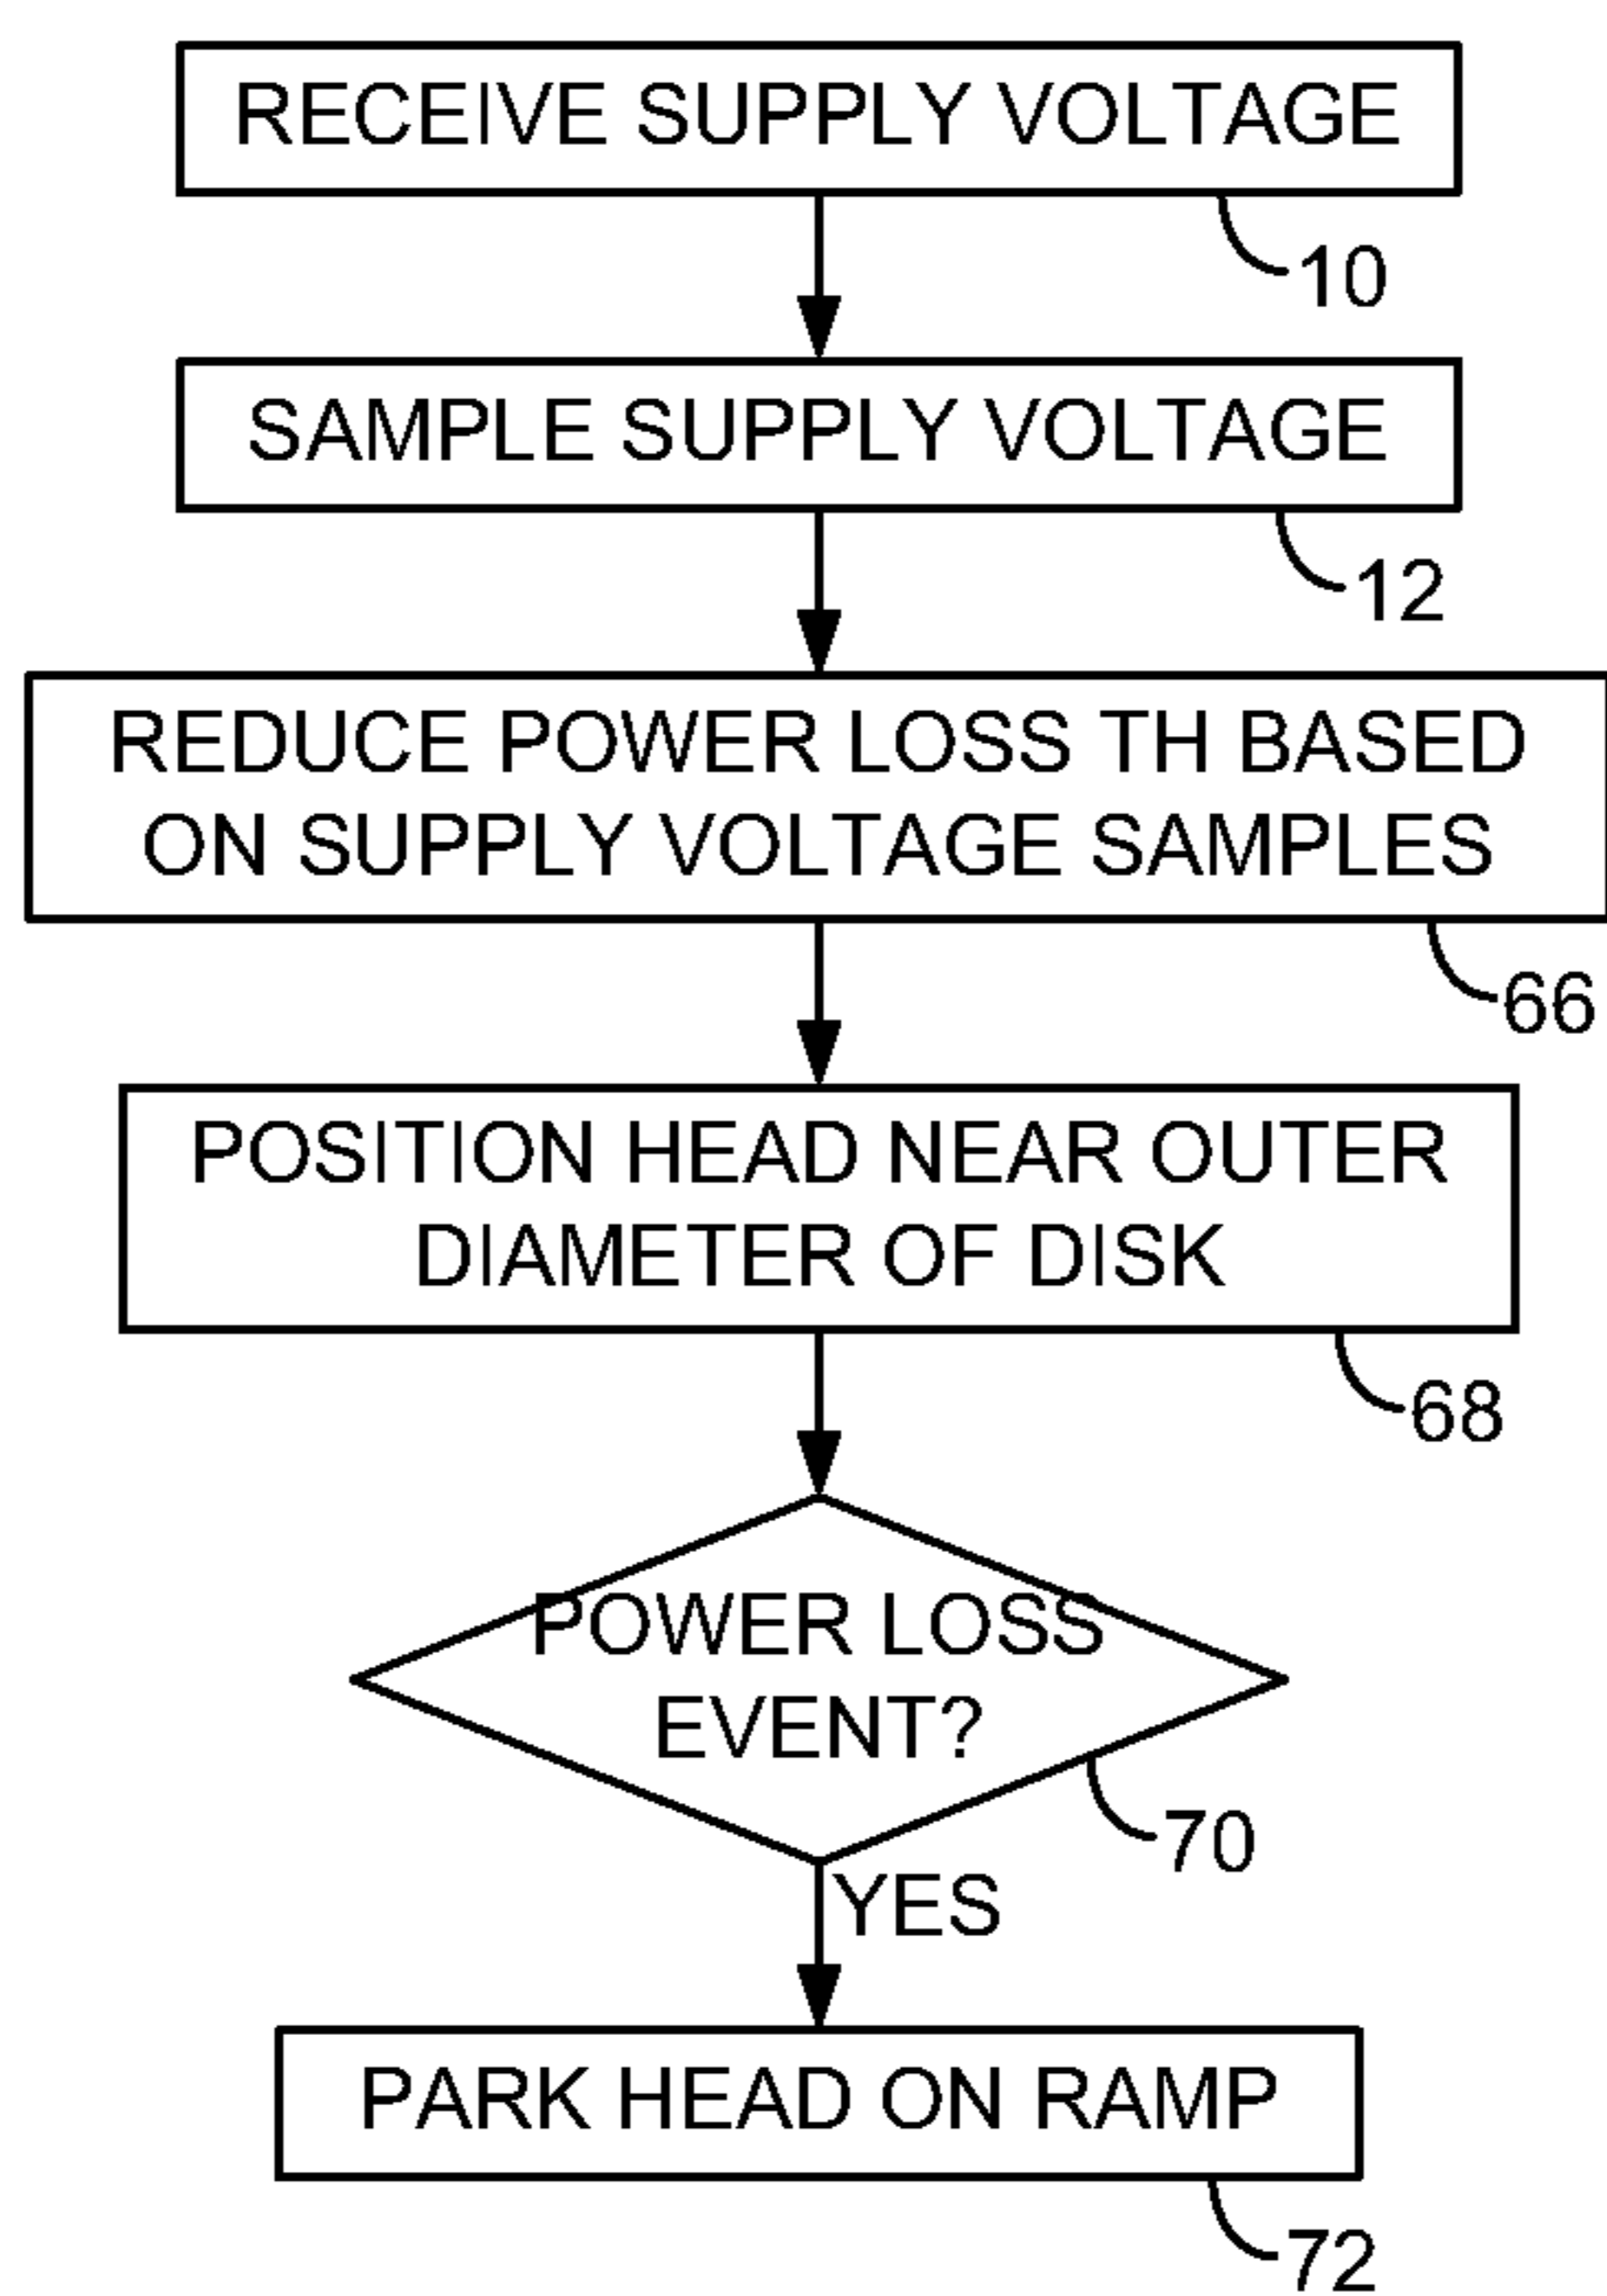 RECEIVE SUPPLY VOLTAGE
10
SAMPLE SUPPLY VOLTAGE
12
REDUCE POWER LOSS TH BASED
ON SUPPLY VOLTAGE SAMPLES
66
POSITION HEAD NEAR OUTER
DIAMETER OF DISK
68
POWER LOSS
EVENT?
70
YES
PARK HEAD ON RAMP
72